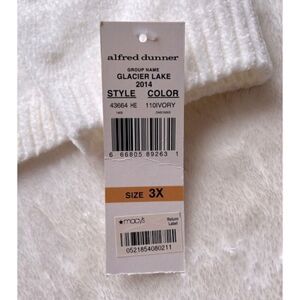 alfred dunner
GROUP NAME
GLACIER LAKE
2014
STYLE COLOR
43664 HE 110IVORY
6 66805 89263 1
SIZE 3X
★macy's
Return
Label
0521854080211